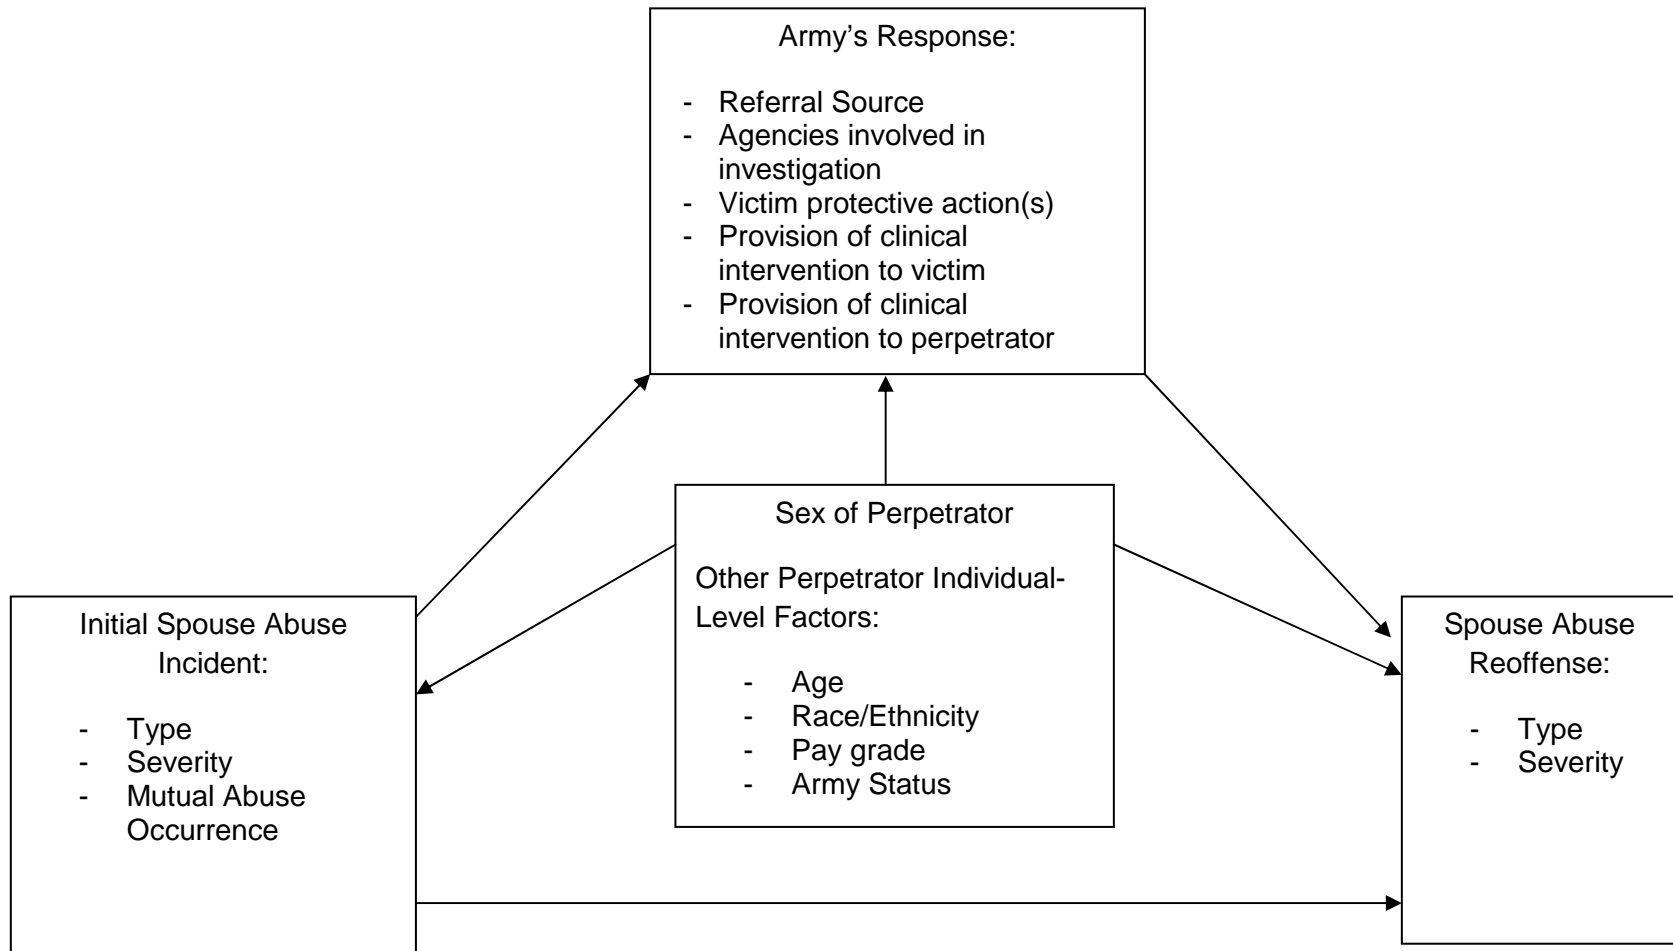 Army’s Response:
- Referral Source
- Agencies involved in
investigation
- Victim protective action(s)
- Provision of clinical
intervention to victim
- Provision of clinical
intervention to perpetrator
Sex of Perpetrator
Other Perpetrator Individual-
Level Factors:
- Age
- Race/Ethnicity
- Pay grade
- Army Status
Initial Spouse Abuse
Incident:
- Type
- Severity
- Mutual Abuse
Occurrence
Spouse Abuse
Reoffense:
- Type
- Severity